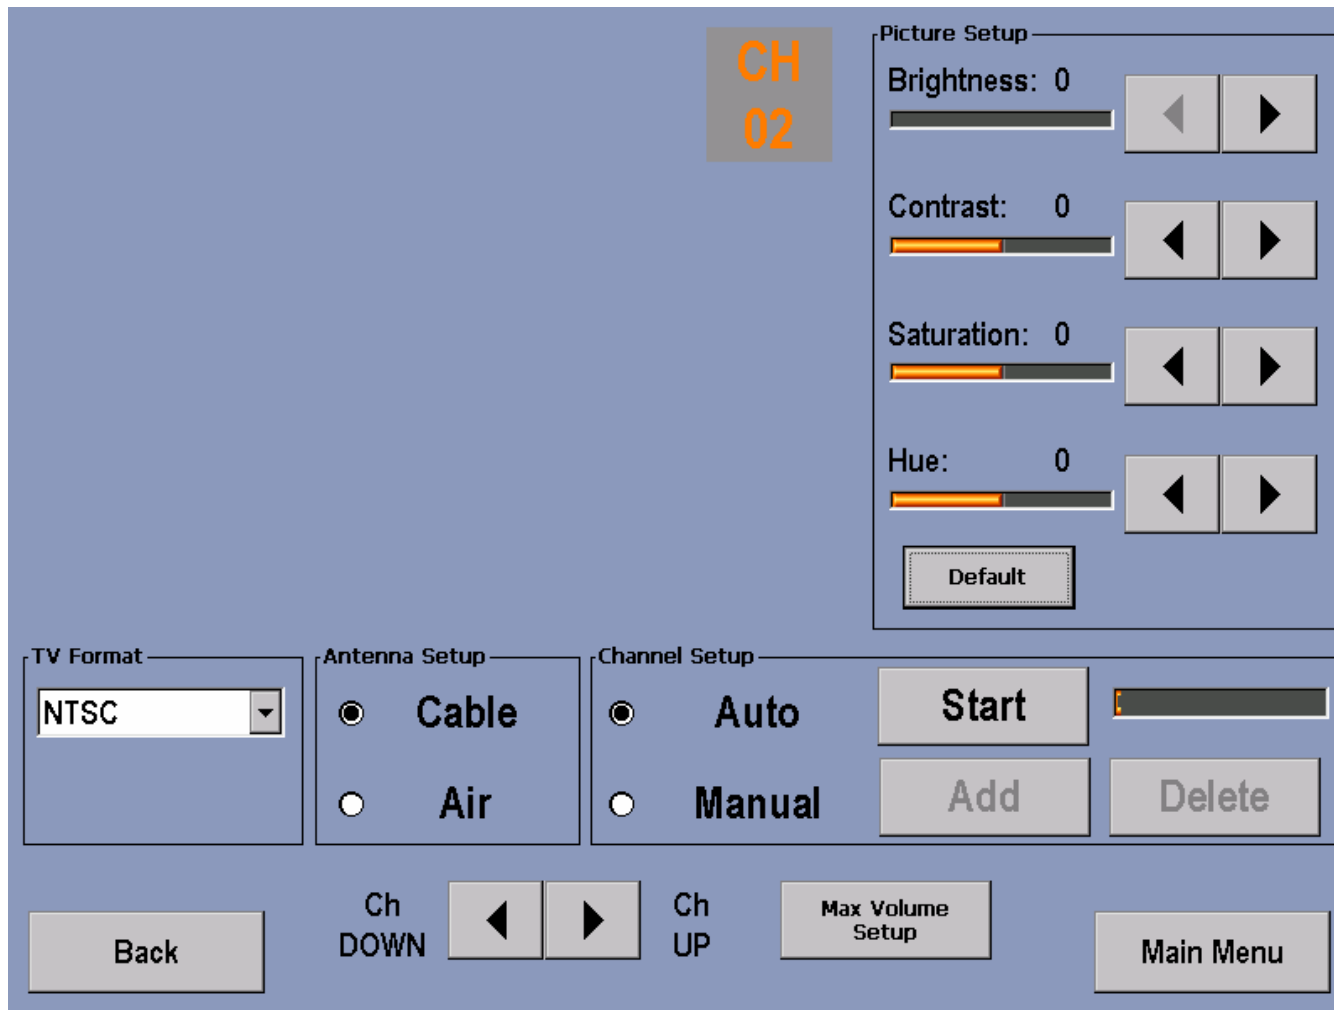 CH
02
Picture Setup
Brightness: 0
Contrast: 0
Saturation: 0
Hue: 0
Default
TV Format
NTSC
Antenna Setup
Cable
Air
Channel Setup
Auto
Start
Manual
Add
Delete
Back
Ch
DOWN
Ch
UP
Max Volume
Setup
Main Menu